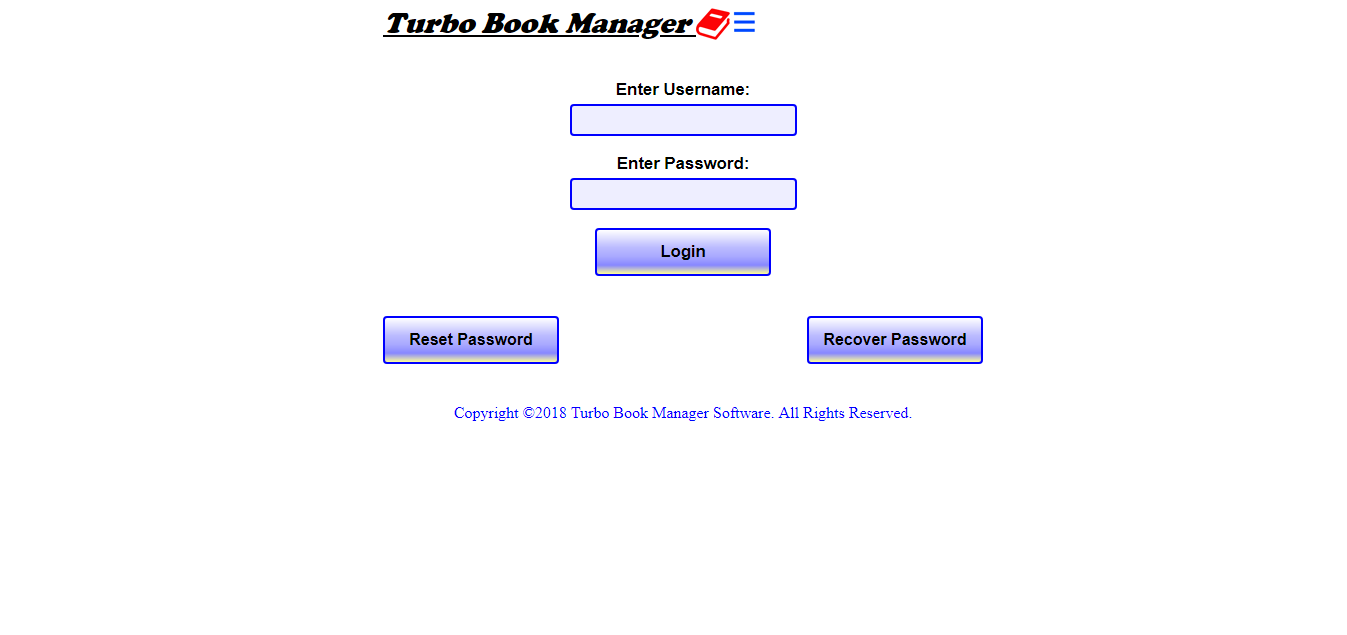 Turbo Book Manager
Enter Username:
Enter Password:
Login
Reset Password
Recover Password
Copyright ©2018 Turbo Book Manager Software. All Rights Reserved.